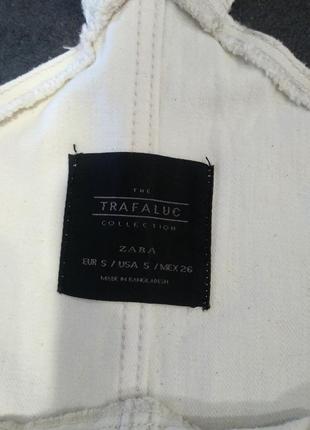 THE
TRAFALUC
COLLECTION
ZARA
EUR S / USA S / MEX 26
MADE IN BANGLADESH